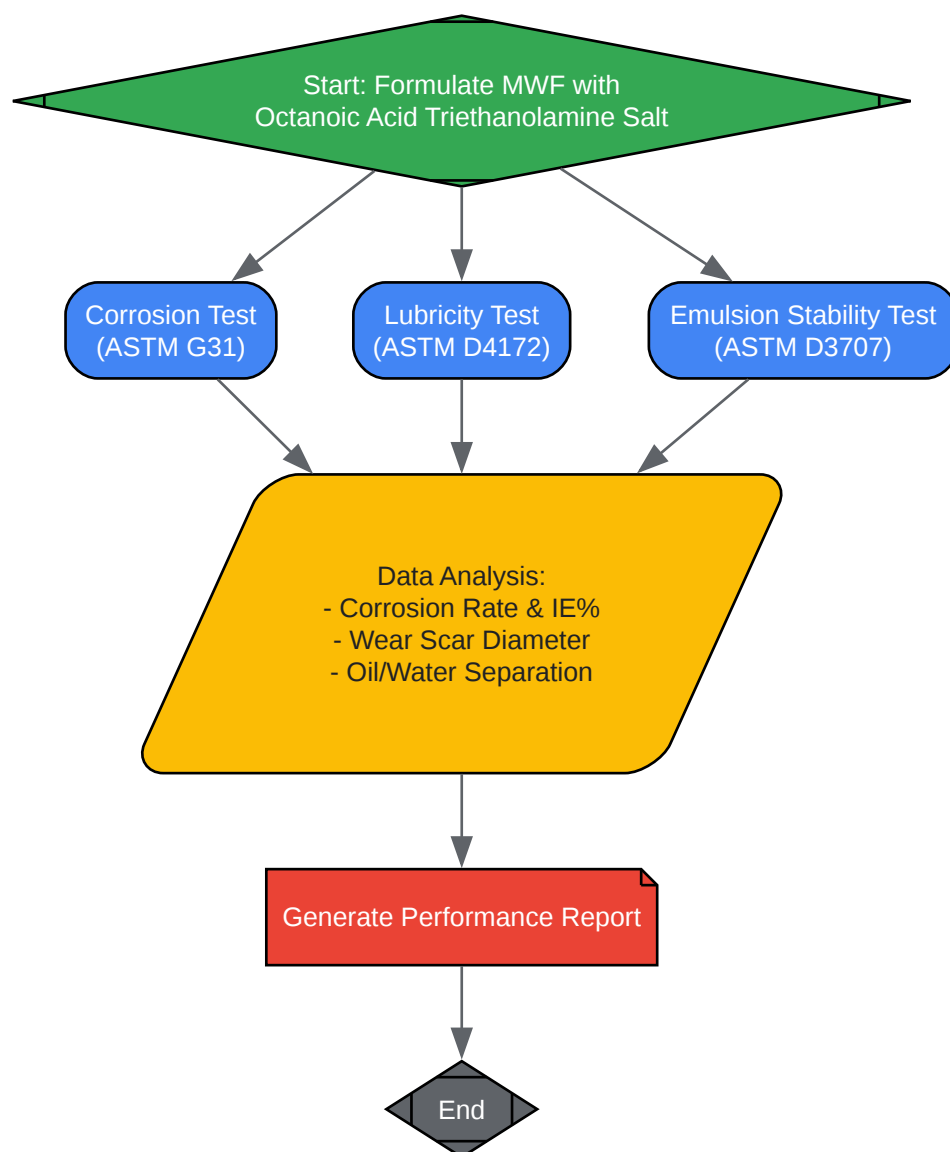 Start: Formulate MWF with
Octanoic Acid Triethanolamine Salt
Corrosion Test
(ASTM G31)
Lubricity Test
(ASTM D4172)
Emulsion Stability Test
(ASTM D3707)
Data Analysis:
- Corrosion Rate & IE%
- Wear Scar Diameter
- Oil/Water Separation
Generate Performance Report
End